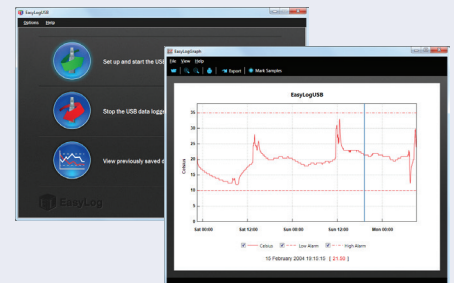 EasyLogUSB
Options Help
Set up and start the USB
Stop the USB data logge
View previously saved
EasyLog
EasyLogGraph
File View Help
Export Mark Samples
EasyLogUSB
Celsius
35
30
25
20
15
10
5
0
Sat 00:00 Sat 12:00 Sun 00:00 Sun 12:00 Mon 00:00
Celsius Low Alarm High Alarm
15 February 2004 19:15:15 [ 21.50 ]